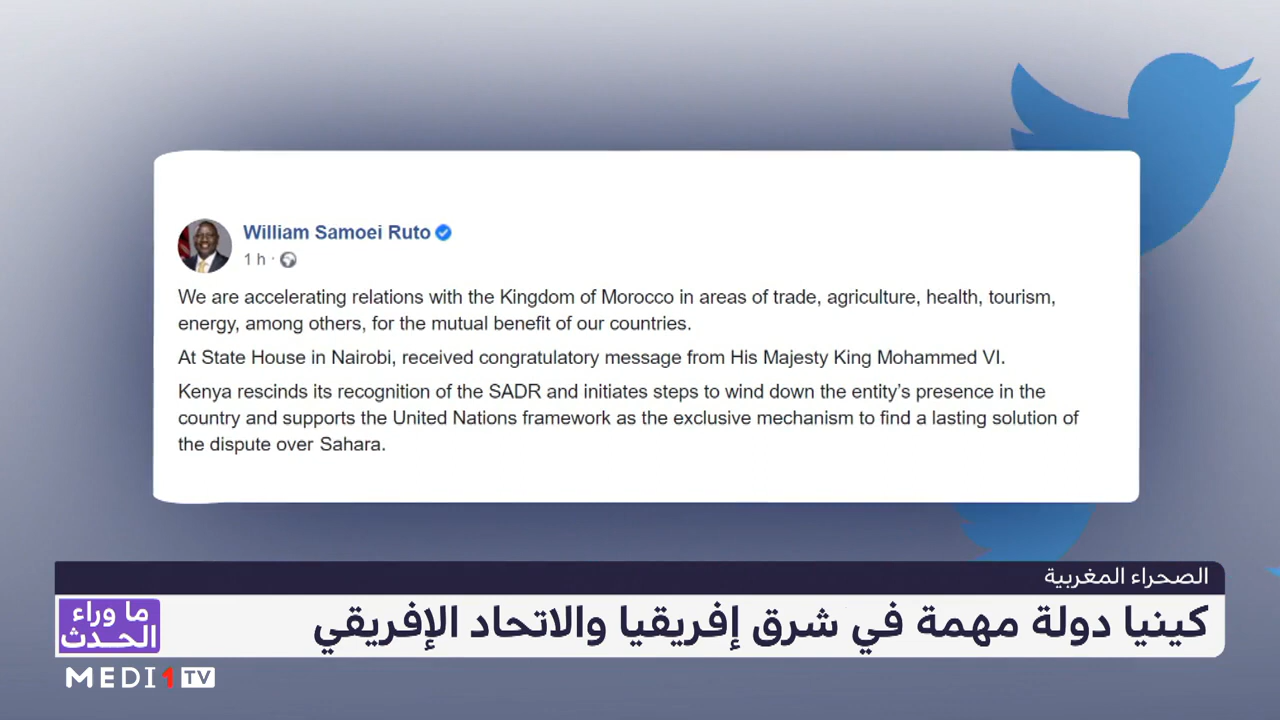 William Samoei Ruto
1 h ·
We are accelerating relations with the Kingdom of Morocco in areas of trade, agriculture, health, tourism,
energy, among others, for the mutual benefit of our countries.
At State House in Nairobi, received congratulatory message from His Majesty King Mohammed VI.
Kenya rescinds its recognition of the SADR and initiates steps to wind down the entity’s presence in the
country and supports the United Nations framework as the exclusive mechanism to find a lasting solution of
the dispute over Sahara.
الصحراء المغربية
كينيا دولة مهمة في شرق إفريقيا والاتحاد الإفريقي
ما وراء
الحدث
MEDI1 TV